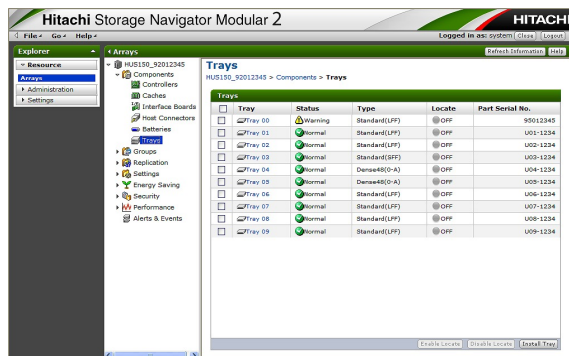 Hitachi Storage Navigator Modular 2
HITACHI
File Go Help
Logged in as: system Close Logout
Explorer
Arrays
Refresh Information Help
Resource
Arrays
Administration
Settings
HUS150_92012345
Components
Controllers
Caches
Interface Boards
Host Connectors
Batteries
Trays
Groups
Replication
Settings
Energy Saving
Security
Performance
Alerts & Events
Trays
HUS150_92012345 > Components > Trays
Trays
Tray Status Type Locate Part Serial No.
Tray 00 Warning Standard(LFF) OFF 95012345
Tray 01 Normal Standard(LFF) OFF U01-1234
Tray 02 Normal Standard(LFF) OFF U02-1234
Tray 03 Normal Standard(SFF) OFF U03-1234
Tray 04 Normal Dense48(0-A) OFF U04-1234
Tray 05 Normal Dense48(0-A) OFF U05-1234
Tray 06 Normal Standard(LFF) OFF U06-1234
Tray 07 Normal Standard(LFF) OFF U07-1234
Tray 08 Normal Standard(LFF) OFF U08-1234
Tray 09 Normal Standard(LFF) OFF U09-1234
Enable Locate Disable Locate Install Tray